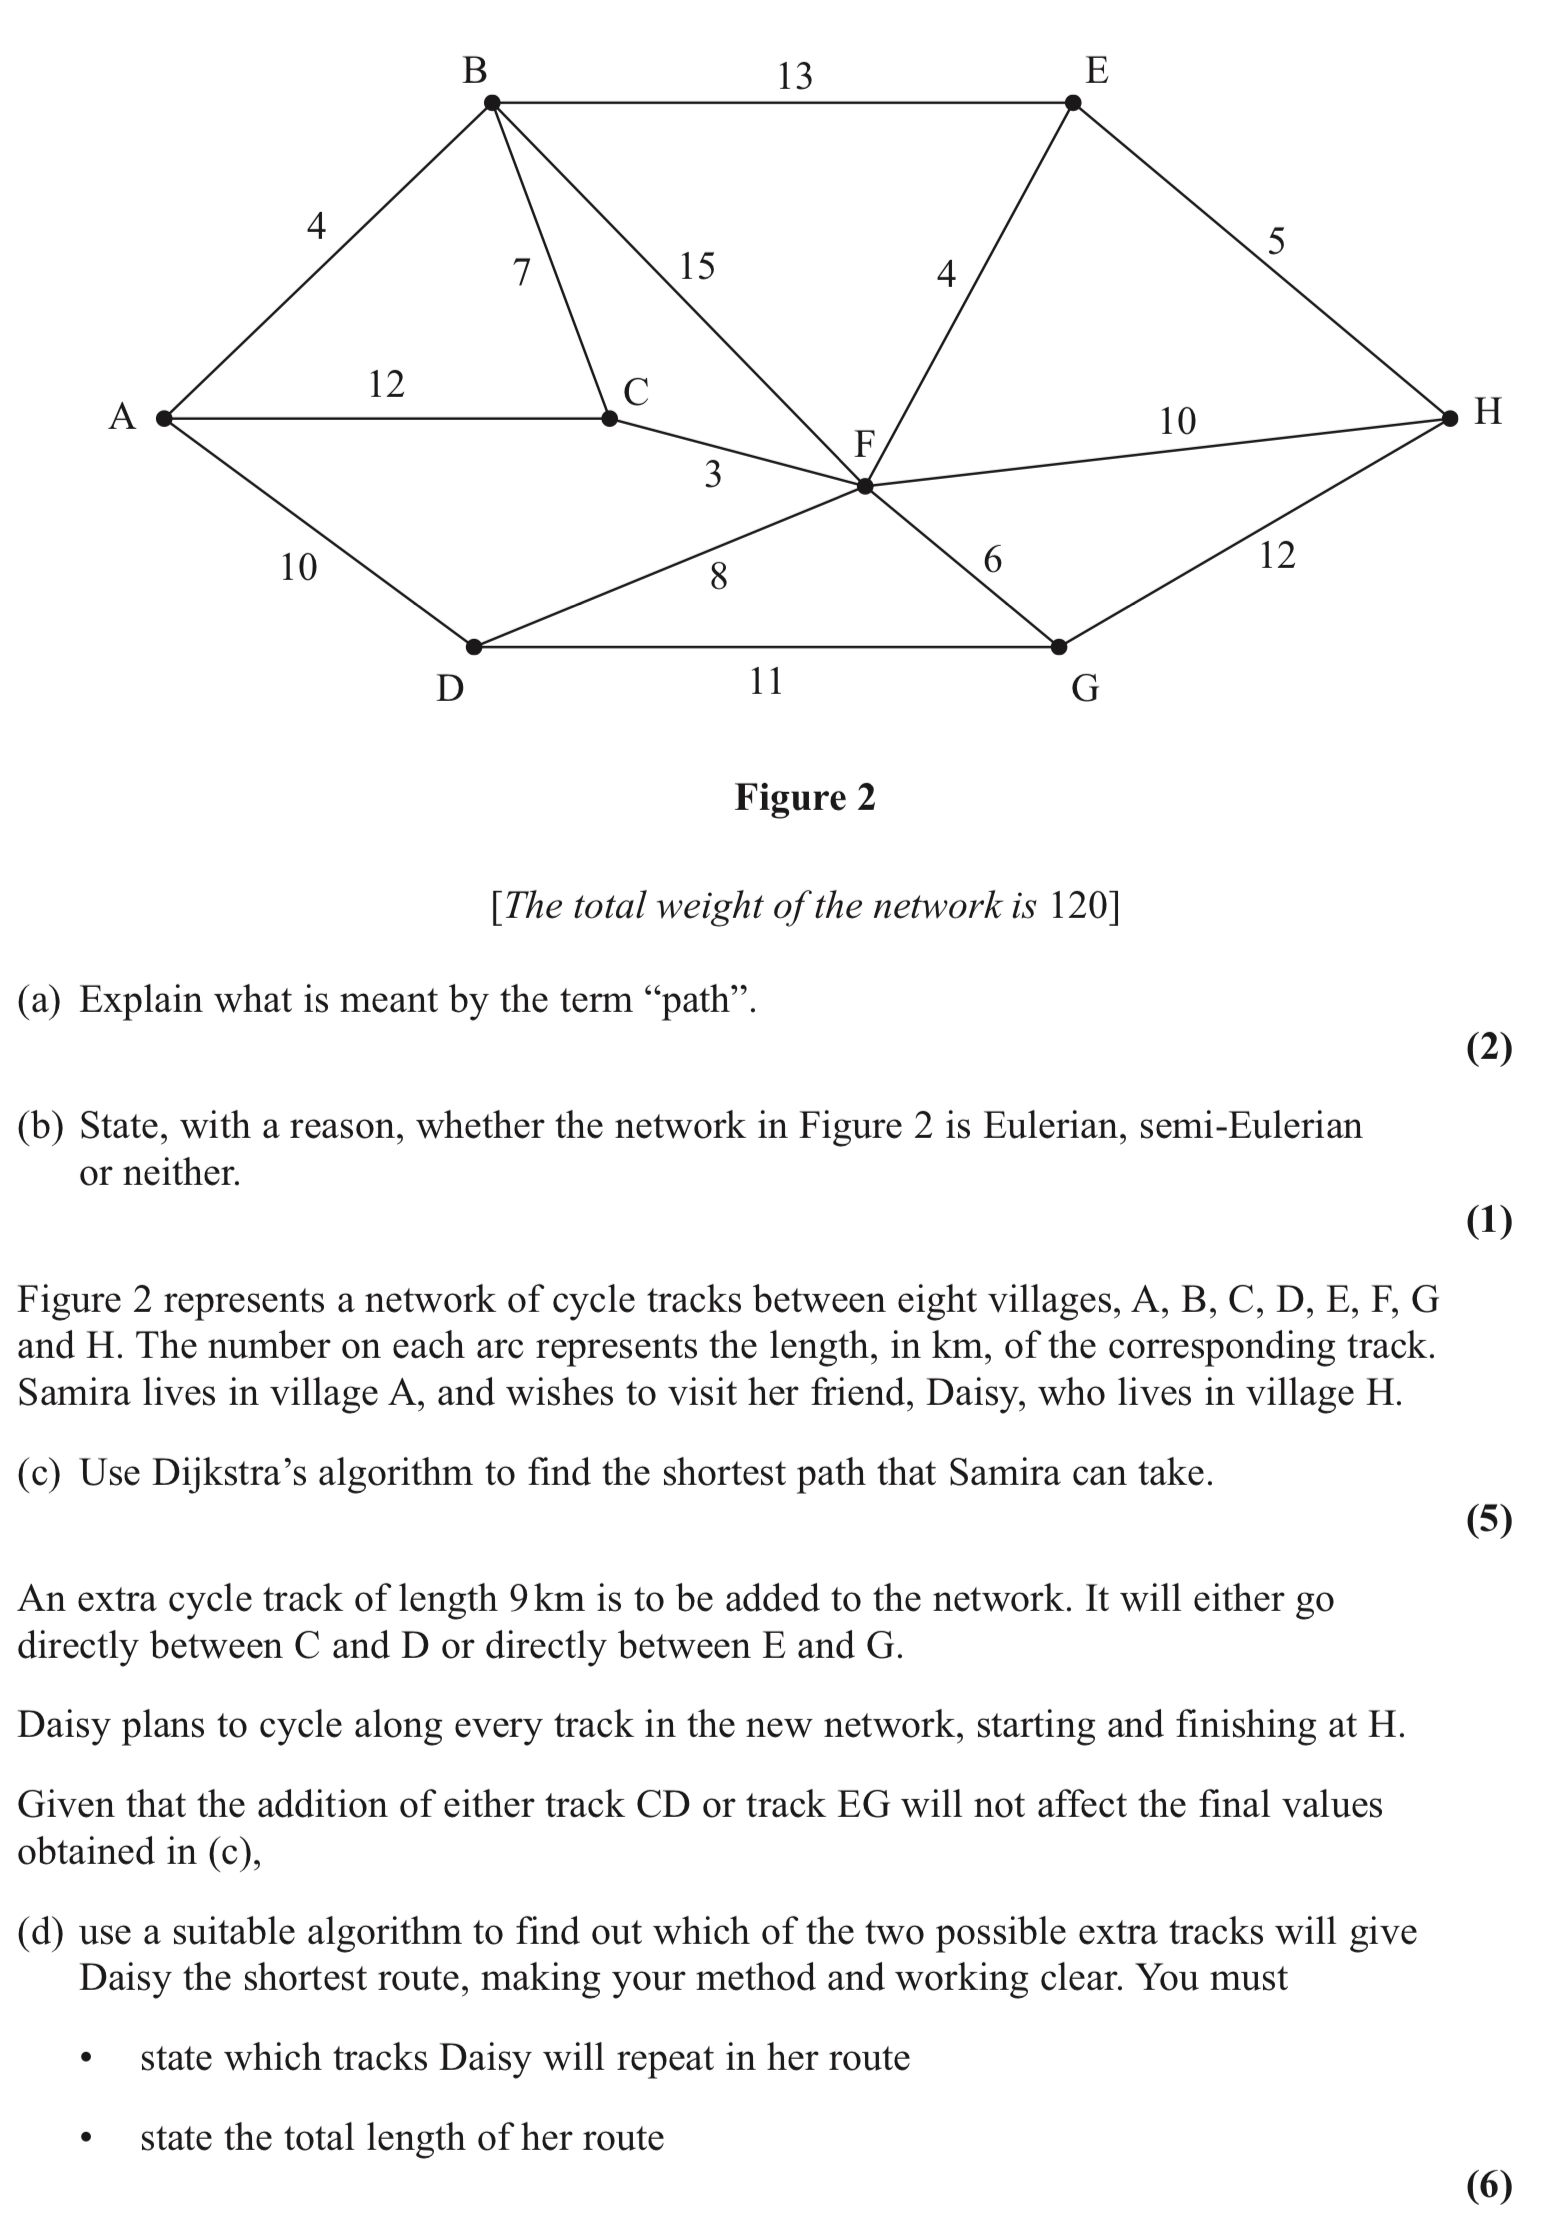 B
13
E
4
7
15
4
5
12
A
C
F
10
H
3
10
8
6
12
D
11
G
Figure 2
[The total weight of the network is 120]
(a) Explain what is meant by the term “path”.
(2)
(b) State, with a reason, whether the network in Figure 2 is Eulerian, semi-Eulerian
or neither.
(1)
Figure 2 represents a network of cycle tracks between eight villages, A, B, C, D, E, F, G
and H. The number on each arc represents the length, in km, of the corresponding track.
Samira lives in village A, and wishes to visit her friend, Daisy, who lives in village H.
(c) Use Dijkstra’s algorithm to find the shortest path that Samira can take.
(5)
An extra cycle track of length 9 km is to be added to the network. It will either go
directly between C and D or directly between E and G.
Daisy plans to cycle along every track in the new network, starting and finishing at H.
Given that the addition of either track CD or track EG will not affect the final values
obtained in (c),
(d) use a suitable algorithm to find out which of the two possible extra tracks will give
Daisy the shortest route, making your method and working clear. You must
• state which tracks Daisy will repeat in her route
• state the total length of her route
(6)